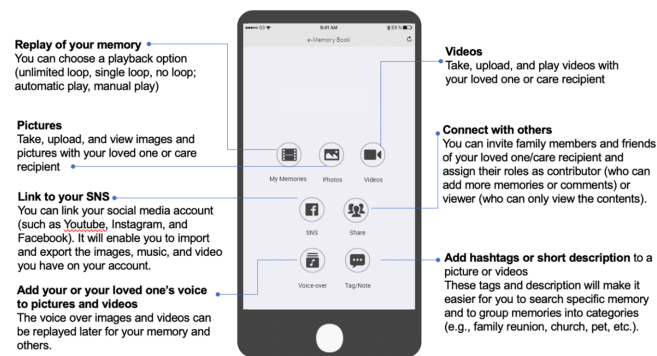 Replay of your memory
You can choose a playback option
(unlimited loop, single loop, no loop;
automatic play, manual play)
Pictures
Take, upload, and view images and
pictures with your loved one or care
recipient
Link to your SNS
You can link your social media account
(such as Youtube, Instagram, and
Facebook). It will enable you to import
and export the images, music, and video
you have on your account.
Add your or your loved one's voice
to pictures and videos
The voice over images and videos can
be replayed later for your memory and
others.
9:41 AM
e-Memory Book
My Memories
Photos
Videos
SNS
Share
Voice-over
Tag/Note
Videos
Take, upload, and play videos with
your loved one or care recipient
Connect with others
You can invite family members and friends
of your loved one/care recipient and
assign their roles as contributor (who can
add more memories or comments) or
viewer (who can only view the contents).
Add hashtags or short description to a
picture or videos
These tags and description will make it
easier for you to search specific memory
and to group memories into categories
(e.g., family reunion, church, pet, etc.).